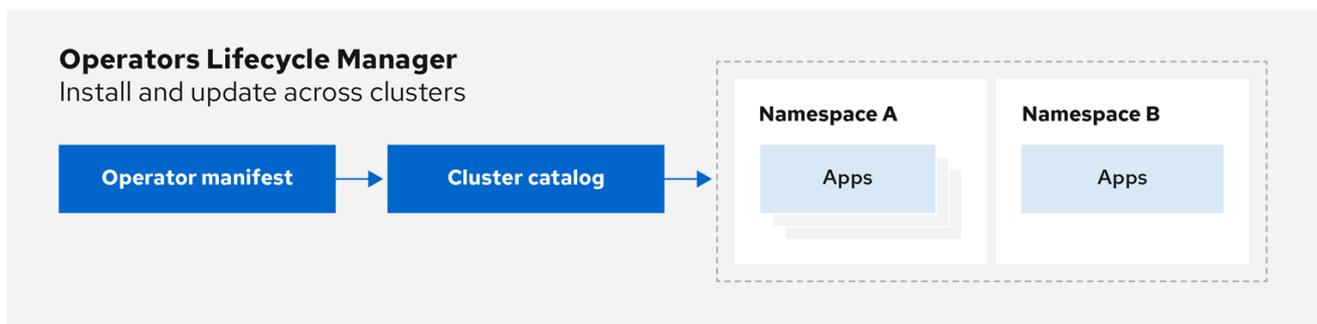 Operators Lifecycle Manager
Install and update across clusters
Operator manifest
Cluster catalog
Namespace A
Apps
Namespace B
Apps